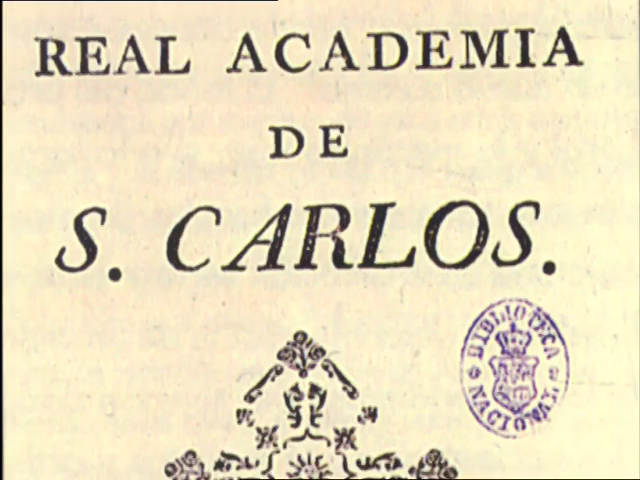 REAL ACADEMIA
DE
S. CARLOS.
BIBLIOTECA
NACIONAL